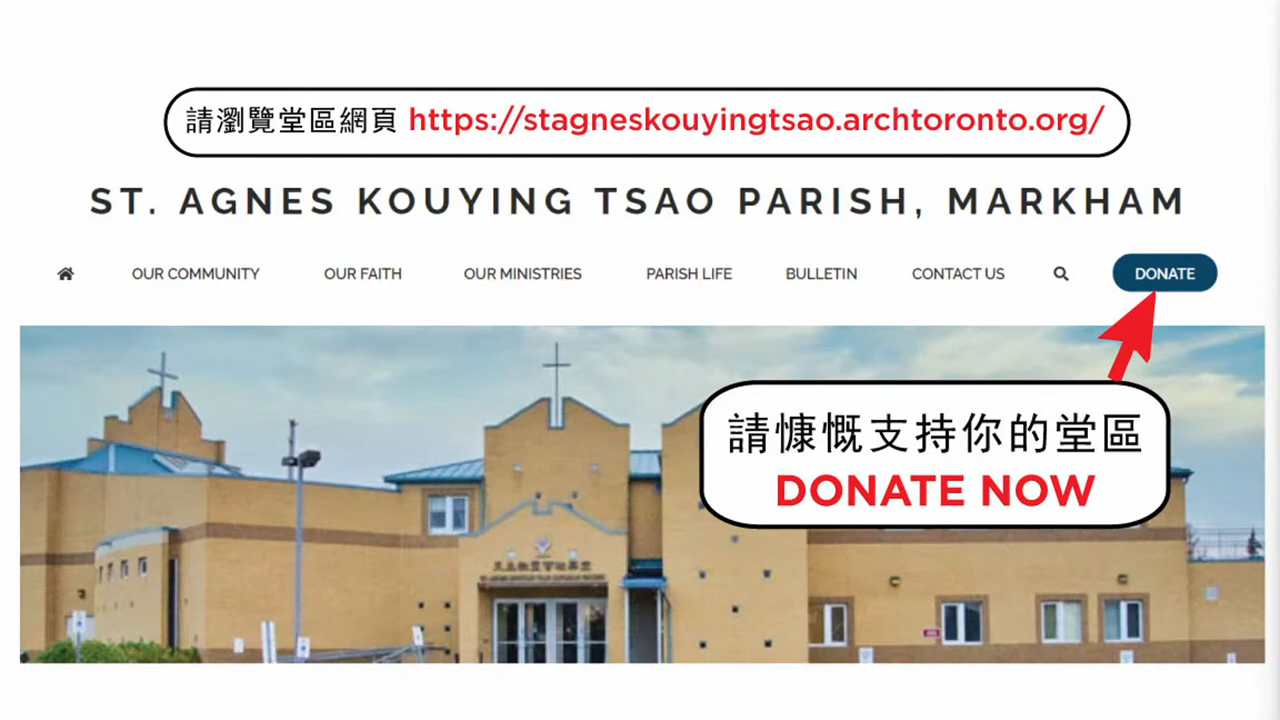 請瀏覽堂區網頁 https://stagneskouyingtsao.archtoronto.org/
ST. AGNES KOUYING TSAO PARISH, MARKHAM
OUR COMMUNITY OUR FAITH OUR MINISTRIES PARISH LIFE BULLETIN CONTACT US DONATE
請慷慨支持你的堂區
DONATE NOW